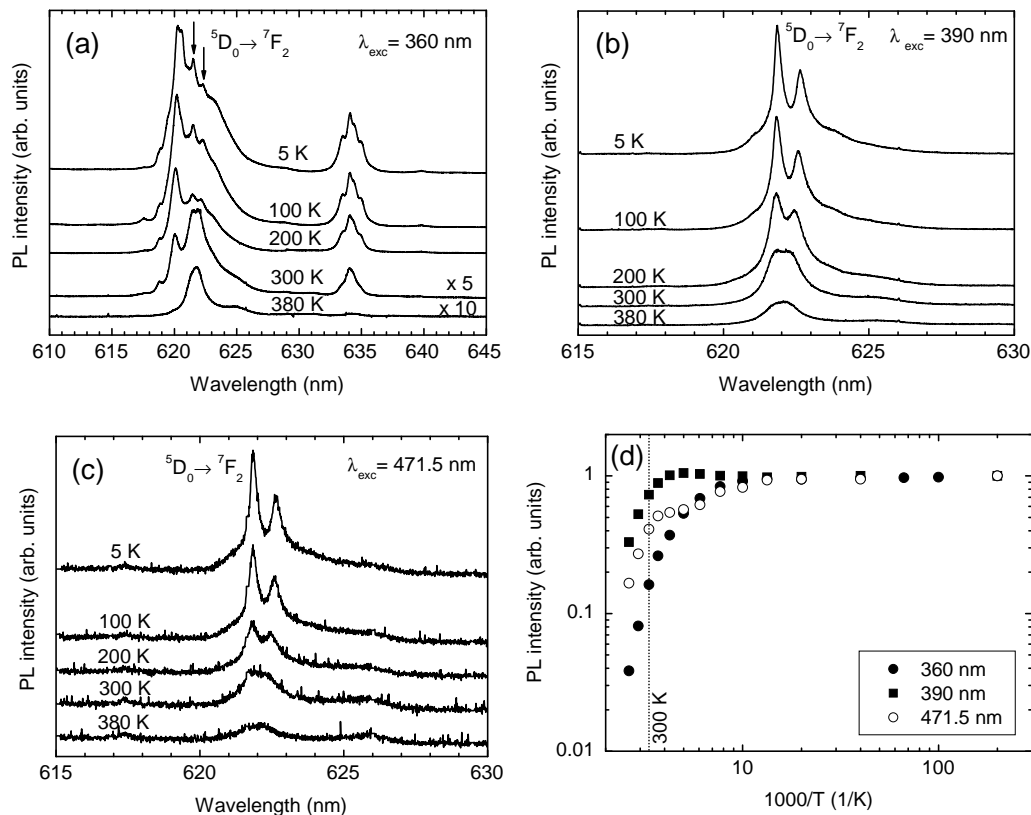 (a)
⁵D₀→ ⁷F₂
λexc = 360 nm
5 K
100 K
200 K
300 K
x 5
380 K
x 10
PL intensity (arb. units)
610 615 620 625 630 635 640 645
Wavelength (nm)
(b)
⁵D₀→ ⁷F₂
λexc = 390 nm
5 K
100 K
200 K
300 K
380 K
PL intensity (arb. units)
615 620 625 630
Wavelength (nm)
(c)
⁵D₀→ ⁷F₂
λexc = 471.5 nm
5 K
100 K
200 K
300 K
380 K
PL intensity (arb. units)
615 620 625 630
Wavelength (nm)
(d)
1
0.1
0.01
PL intensity (arb. units)
300 K
360 nm
390 nm
471.5 nm
10 100
1000/T (1/K)